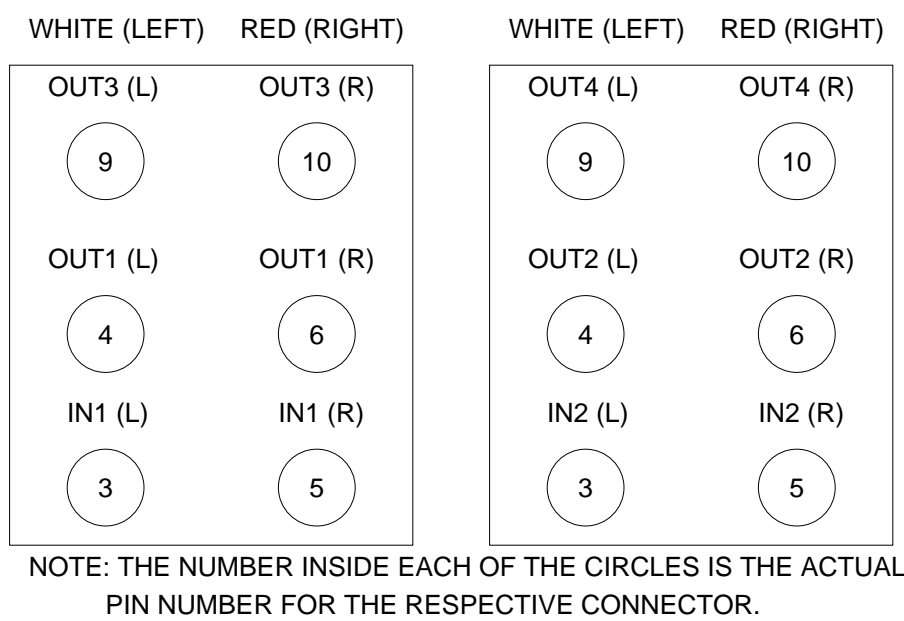 WHITE (LEFT) RED (RIGHT) WHITE (LEFT) RED (RIGHT)
OUT3 (L) OUT3 (R) OUT4 (L) OUT4 (R)
9 10 9 10
OUT1 (L) OUT1 (R) OUT2 (L) OUT2 (R)
4 6 4 6
IN1 (L) IN1 (R) IN2 (L) IN2 (R)
3 5 3 5
NOTE: THE NUMBER INSIDE EACH OF THE CIRCLES IS THE ACTUAL
PIN NUMBER FOR THE RESPECTIVE CONNECTOR.